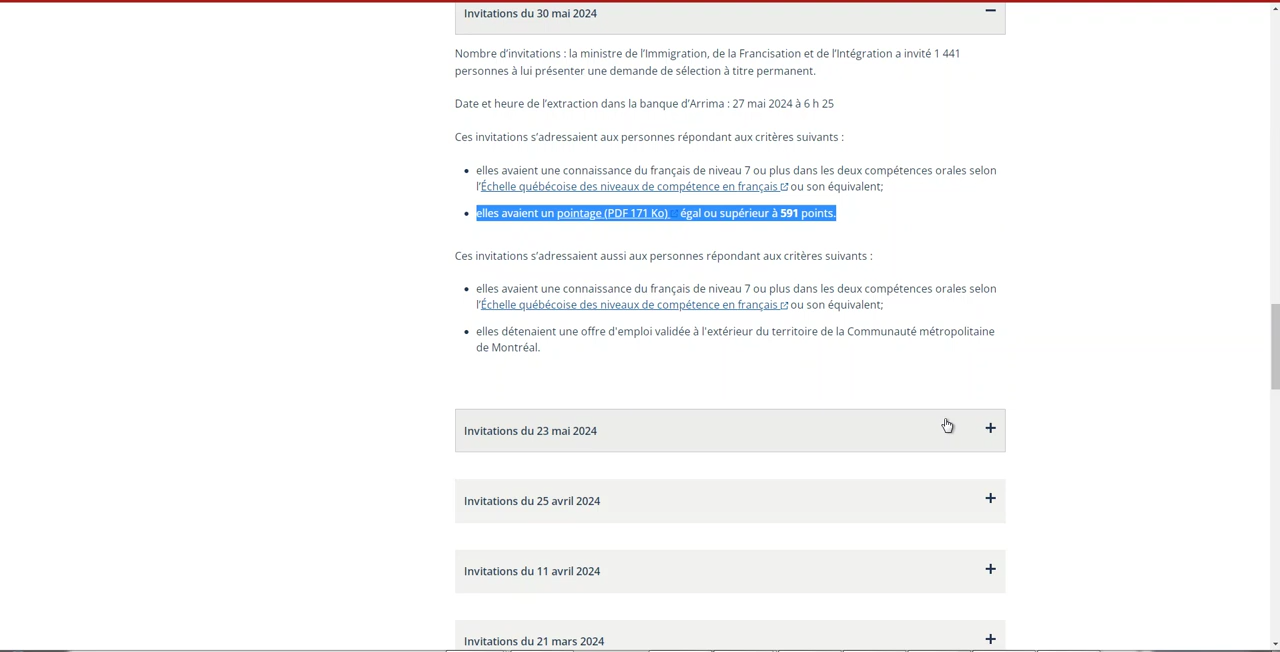 Invitations du 30 mai 2024
Nombre d’invitations : la ministre de l’Immigration, de la Francisation et de l’Intégration a invité 1 441
personnes à lui présenter une demande de sélection à titre permanent.
Date et heure de l’extraction dans la banque d’Arrima : 27 mai 2024 à 6 h 25
Ces invitations s’adressaient aux personnes répondant aux critères suivants :
elles avaient une connaissance du français de niveau 7 ou plus dans les deux compétences orales selon
l’Échelle québécoise des niveaux de compétence en français ou son équivalent;
elles avaient un pointage (PDF 171 Ko) égal ou supérieur à 591 points.
Ces invitations s’adressaient aussi aux personnes répondant aux critères suivants :
elles avaient une connaissance du français de niveau 7 ou plus dans les deux compétences orales selon
l’Échelle québécoise des niveaux de compétence en français ou son équivalent;
elles détenaient une offre d'emploi validée à l'extérieur du territoire de la Communauté métropolitaine
de Montréal.
Invitations du 23 mai 2024
Invitations du 25 avril 2024
Invitations du 11 avril 2024
Invitations du 21 mars 2024